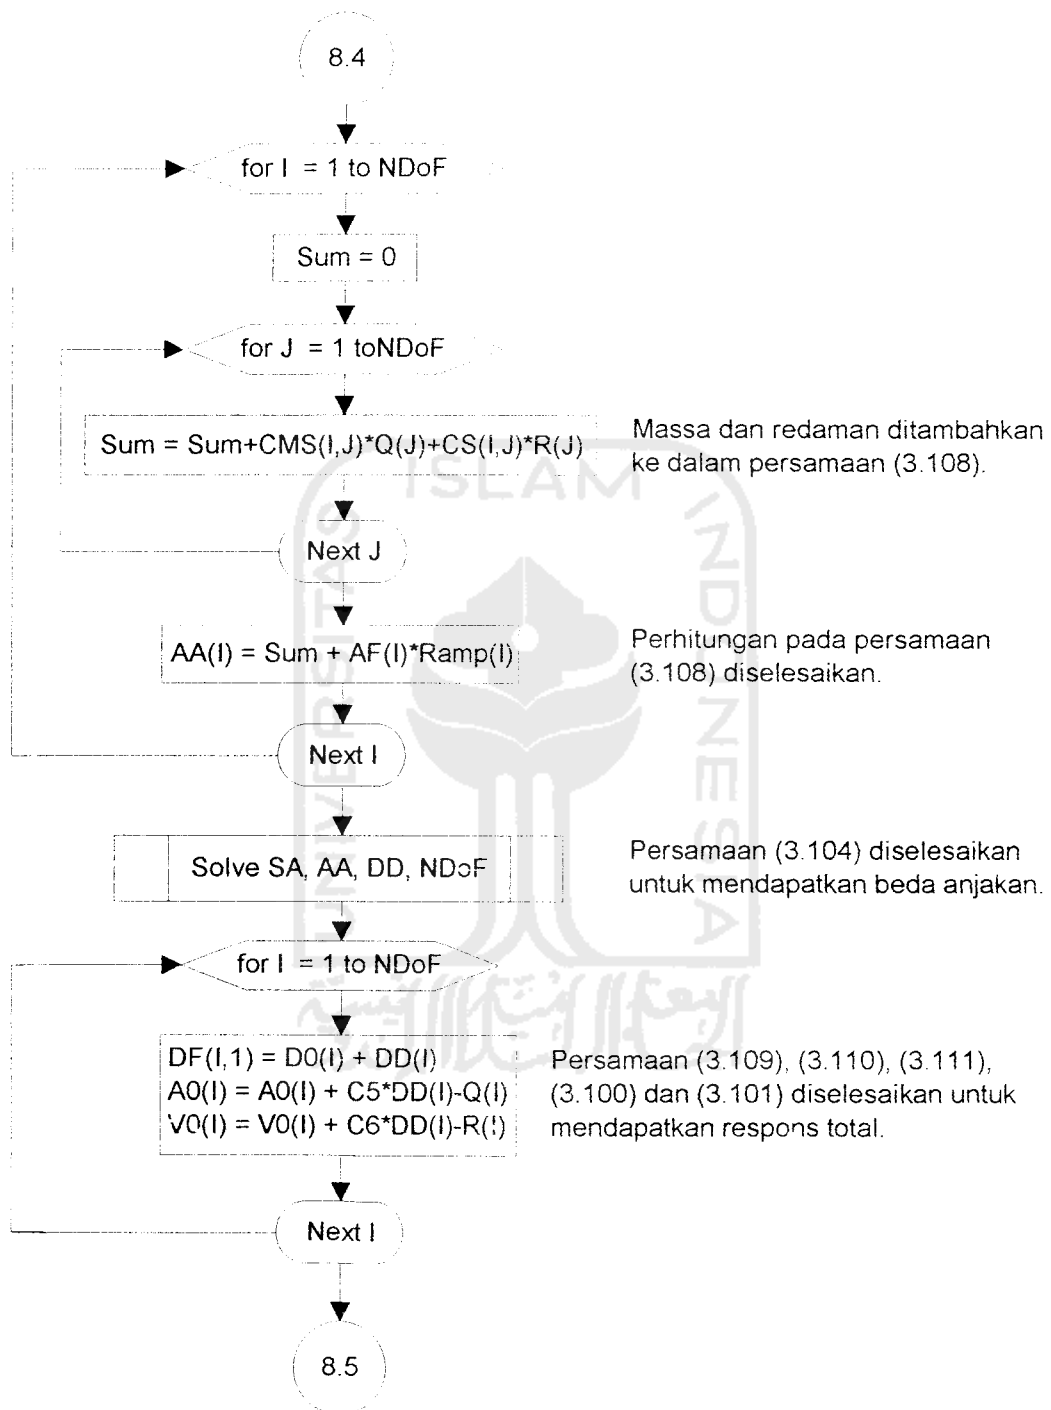 8.4
for I = 1 to NDoF
Sum = 0
for J = 1 toNDoF
Sum = Sum+CMS(I,J)*Q(J)+CS(I,J)*R(J)
Massa dan redaman ditambahkan
ke dalam persamaan (3.108).
Next J
AA(I) = Sum + AF(I)*Ramp(I)
Perhitungan pada persamaan
(3.108) diselesaikan.
Next I
Solve SA, AA, DD, NDoF
Persamaan (3.104) diselesaikan
untuk mendapatkan beda anjakan.
for I = 1 to NDoF
DF(I,1) = D0(I) + DD(I)
A0(I) = A0(I) + C5*DD(I)-Q(I)
V0(I) = V0(I) + C6*DD(I)-R(I)
Persamaan (3.109), (3.110), (3.111),
(3.100) dan (3.101) diselesaikan untuk
mendapatkan respons total.
Next I
8.5
UNIVERSITAS
ISLAM
INDONESIA